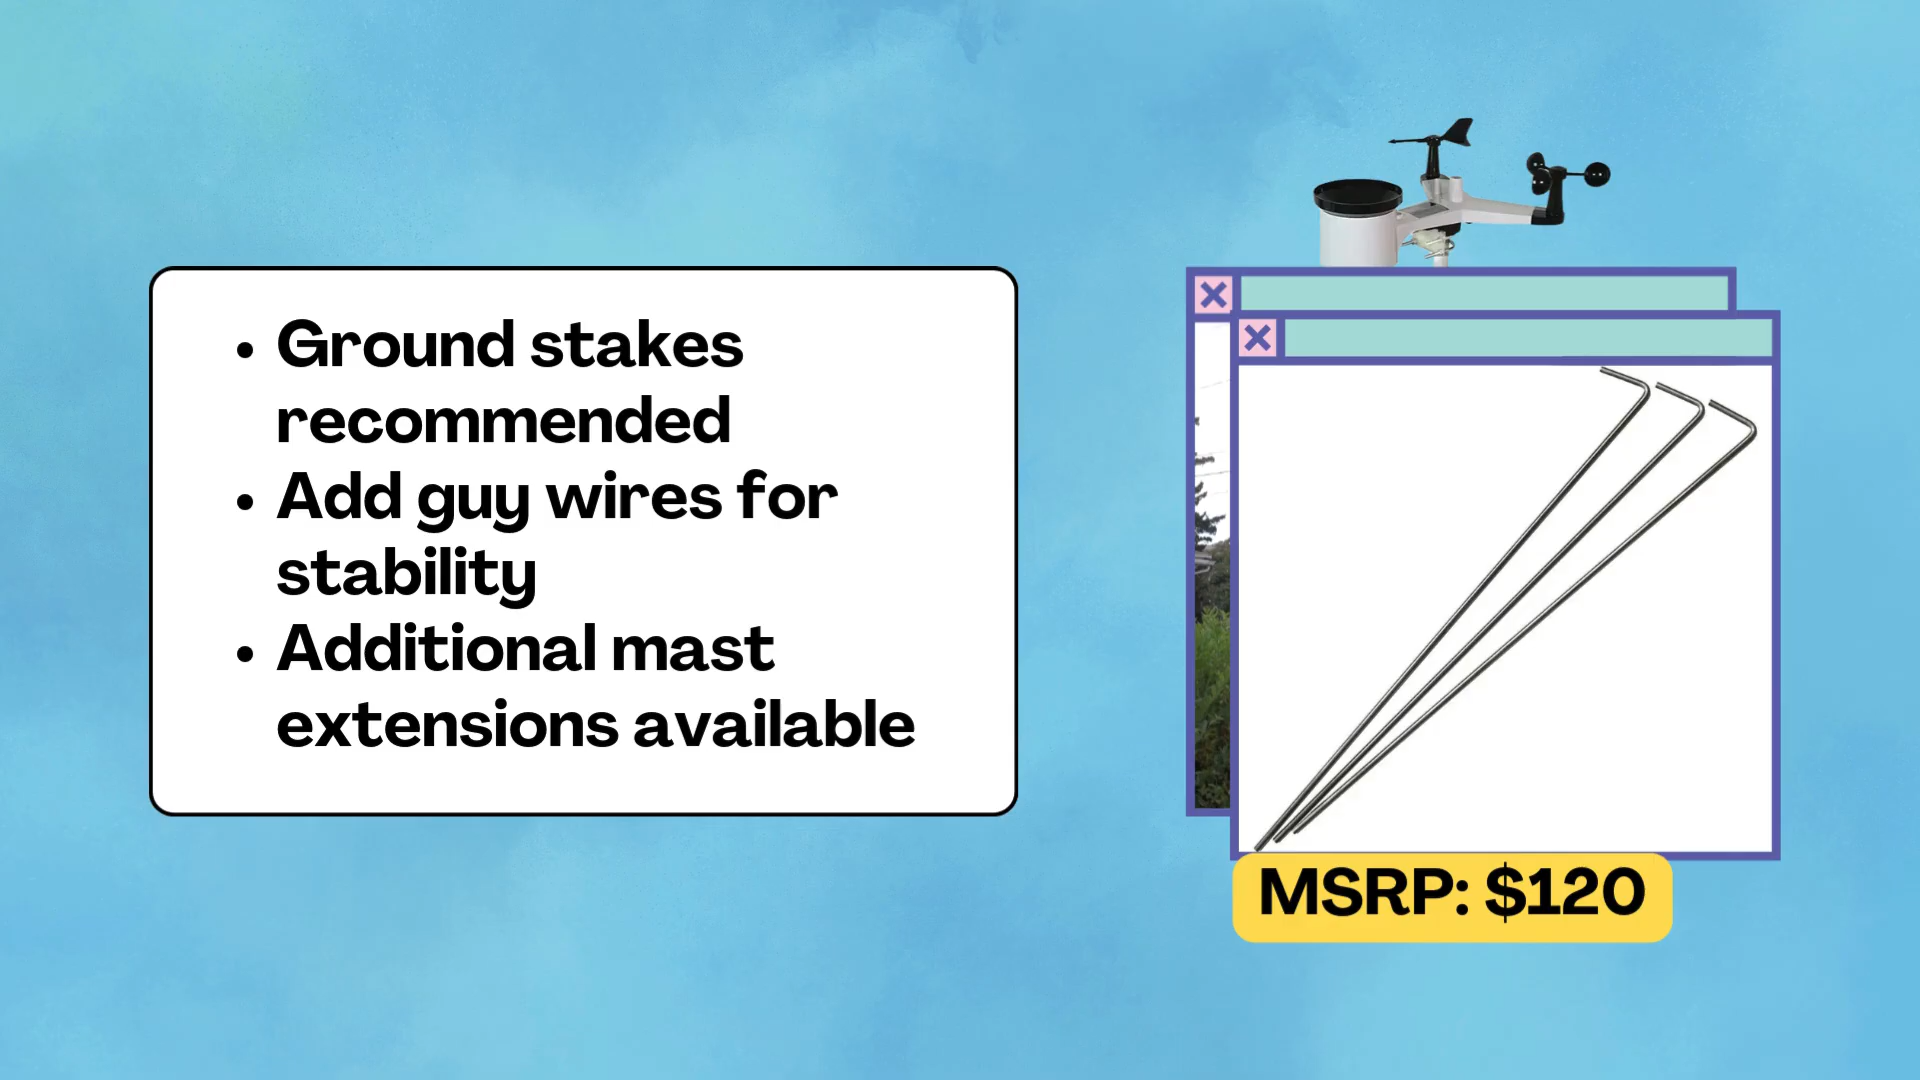 • Ground stakes
recommended
• Add guy wires for
stability
• Additional mast
extensions available
MSRP: $120